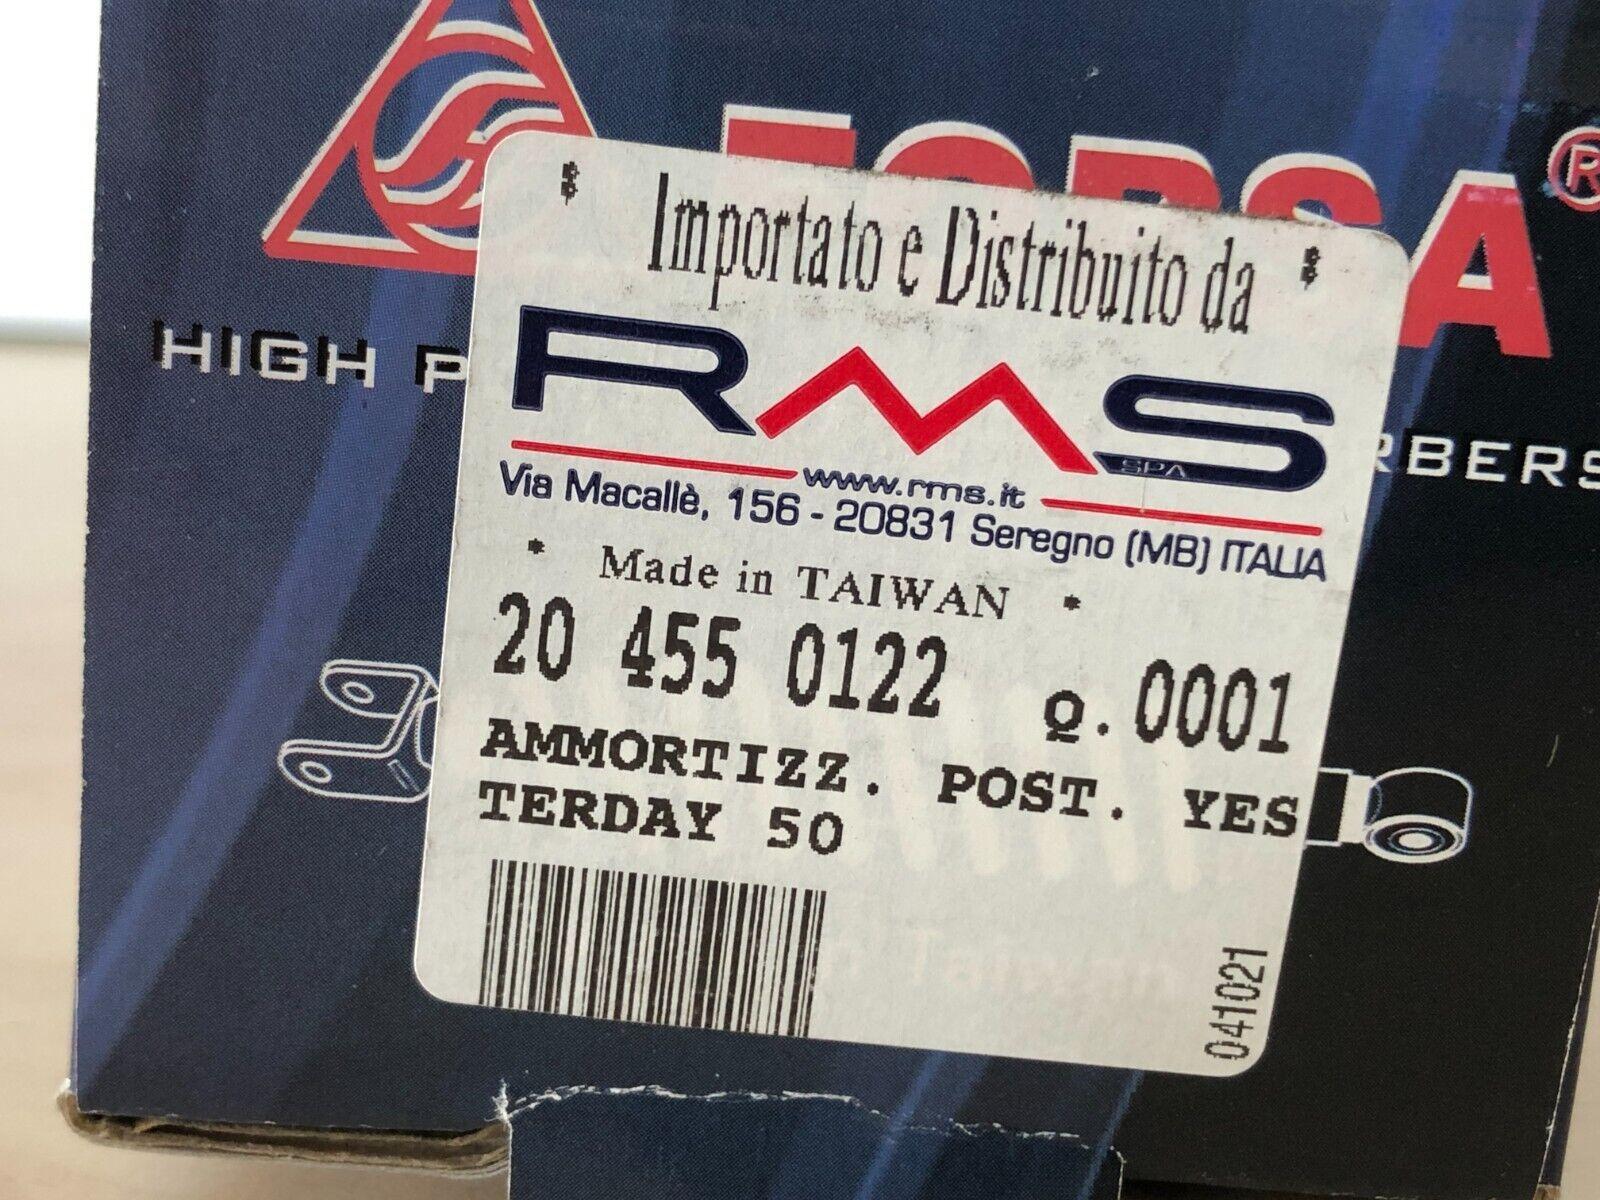 FORSA®
HIGH P RBERS
* Importato e Distribuito da *
RMS
SPA
www.rms.it
Via Macallè, 156 - 20831 Seregno (MB) ITALIA
* Made in TAIWAN *
20 455 0122 Q.0001
AMMORTIZZ. POST. YES
TERDAY 50
041021